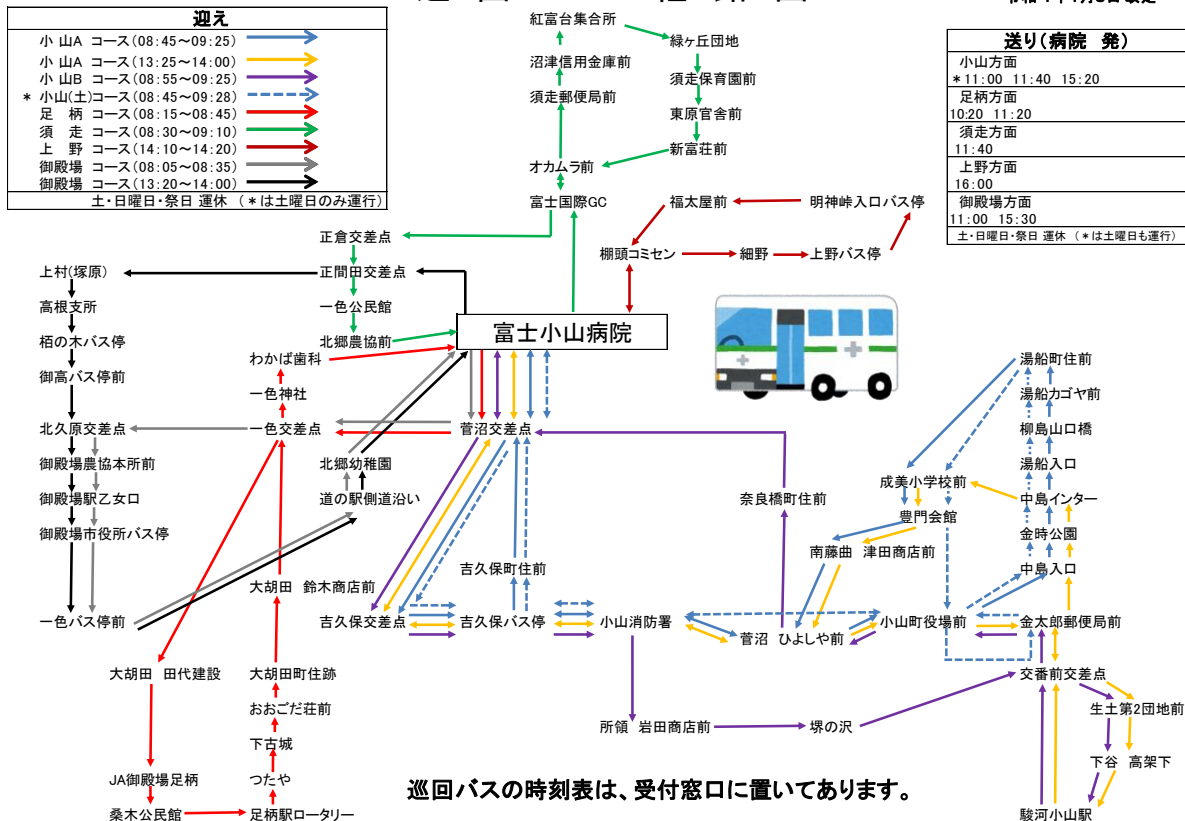 迎え
小 山A コース(08:45～09:25)
小 山A コース(13:25～14:00)
小 山B コース(08:55～09:25)
* 小山(土)コース(08:45～09:28)
足 柄 コース(08:15～08:45)
須 走 コース(08:30～09:10)
上 野 コース(14:10～14:20)
御殿場 コース(08:05～08:35)
御殿場 コース(13:20～14:00)
土・日曜日・祭日 運休 (*は土曜日のみ運行)
送り(病院 発)
小山方面
*11:00 11:40 15:20
足柄方面
10:20 11:20
須走方面
11:40
上野方面
16:00
御殿場方面
11:00 15:30
土・日曜日・祭日 運休 (*は土曜日も運行)
紅富台集合所
緑ヶ丘団地
沼津信用金庫前
須走保育園前
須走郵便局前
東原官舎前
新富荘前
オカムラ前
富士国際GC
福太屋前
明神峠入口バス停
正倉交差点
棚頭コミセン
細野
上野バス停
上村(塚原)
正間田交差点
高根支所
一色公民館
栢の木バス停
北郷農協前
富士小山病院
わかば歯科
御高バス停前
一色神社
湯船町住前
湯船カゴヤ前
北久原交差点
一色交差点
菅沼交差点
柳島山口橋
御殿場農協本所前
北郷幼稚園
湯船入口
成美小学校前
御殿場駅乙女口
道の駅側道沿い
奈良橋町住前
中島インター
豊門会館
御殿場市役所バス停
金時公園
南藤曲
津田商店前
吉久保町住前
中島入口
大胡田
鈴木商店前
一色バス停前
吉久保交差点
吉久保バス停
小山消防署
菅沼 ひよしや前
小山町役場前
金太郎郵便局前
大胡田 田代建設
大胡田町住跡
交番前交差点
おおごだ荘前
生土第2団地前
所領 岩田商店前
堺の沢
下古城
下谷
高架下
JA御殿場足柄
つたや
巡回バスの時刻表は、受付窓口に置いてあります。
桑木公民館
足柄駅ロータリー
駿河小山駅